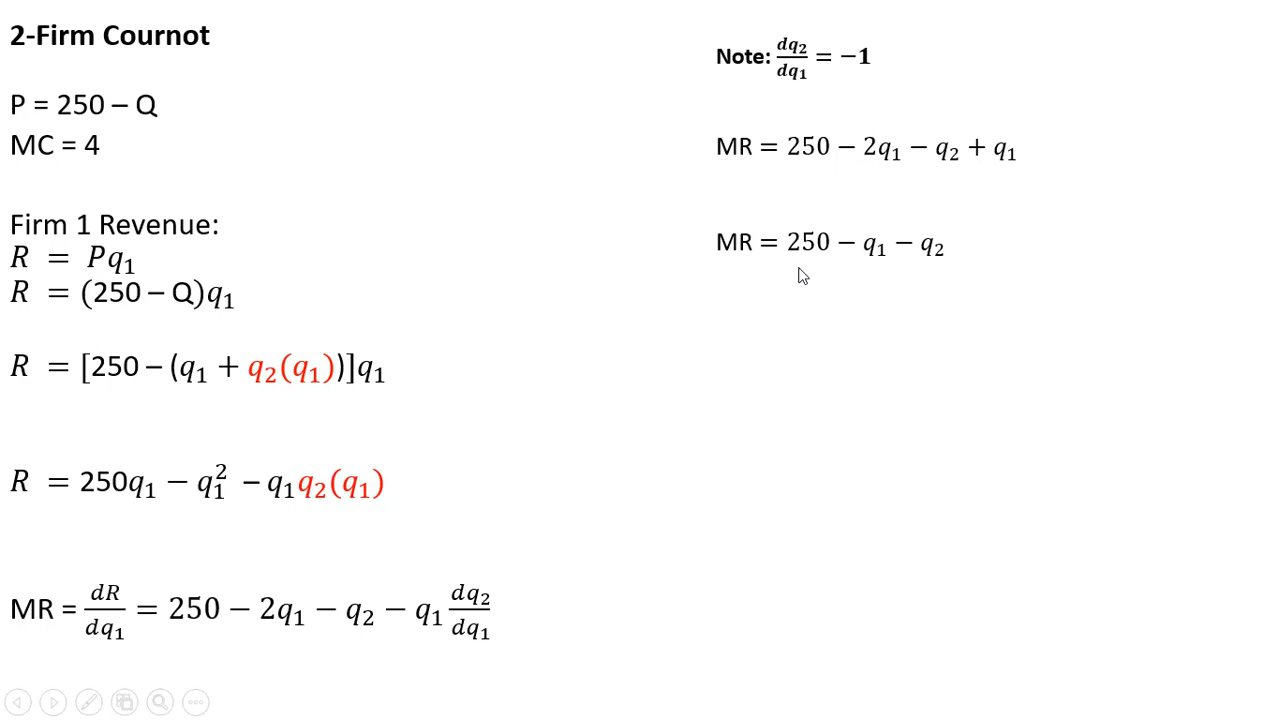 2-Firm Cournot
P = 250 – Q
MC = 4
Firm 1 Revenue:
R = Pq₁
R = (250 – Q)q₁
R = [250 – (q₁ + q₂(q₁))]q₁
R = 250q₁ − q₁² – q₁q₂(q₁)
MR = dR/dq₁ = 250 − 2q₁ − q₂ − q₁ dq₂/dq₁
Note: dq₂/dq₁ = −1
MR = 250 − 2q₁ − q₂ + q₁
MR = 250 − q₁ − q₂